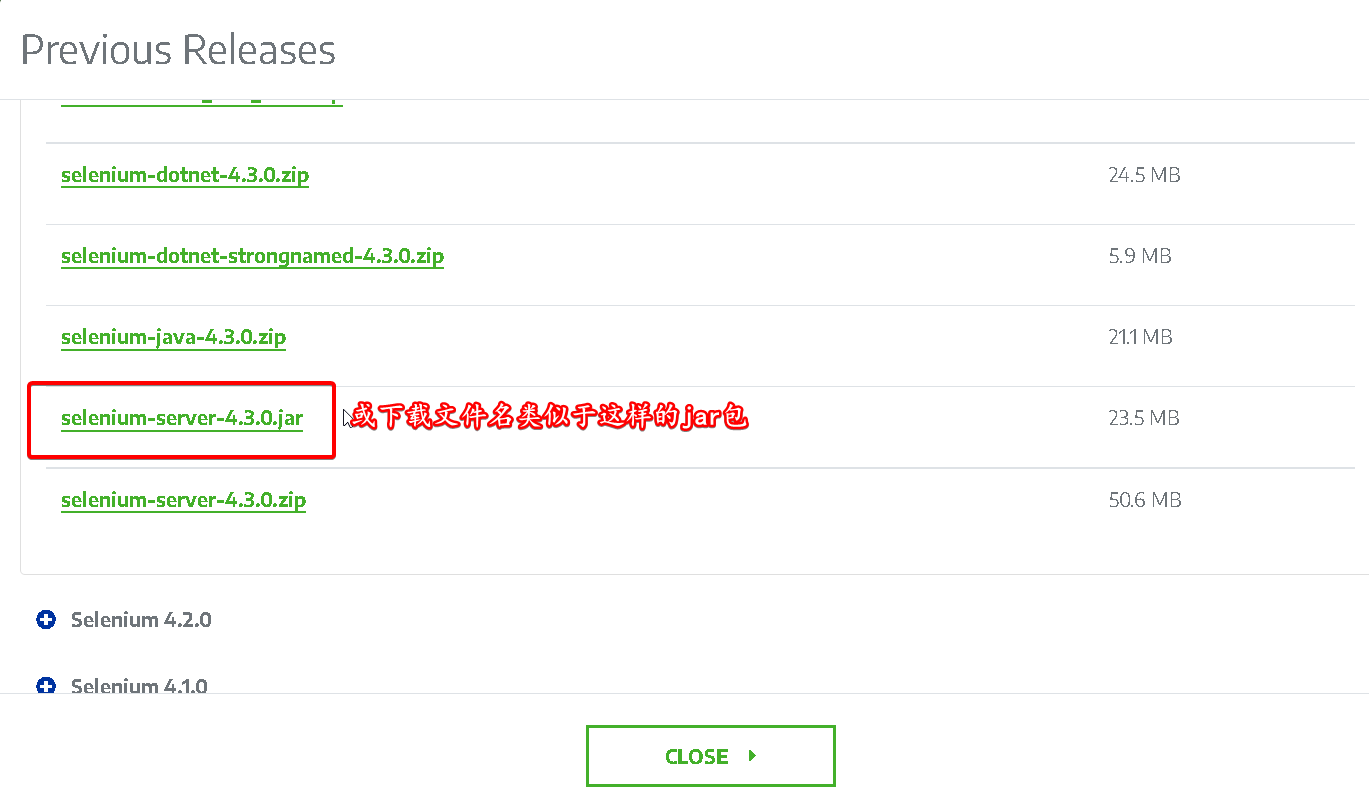 Previous Releases
selenium-dotnet-4.3.0.zip 24.5 MB
selenium-dotnet-strongnamed-4.3.0.zip 5.9 MB
selenium-java-4.3.0.zip 21.1 MB
selenium-server-4.3.0.jar 或下载文件名类似于这样的jar包 23.5 MB
selenium-server-4.3.0.zip 50.6 MB
Selenium 4.2.0
Selenium 4.1.0
CLOSE